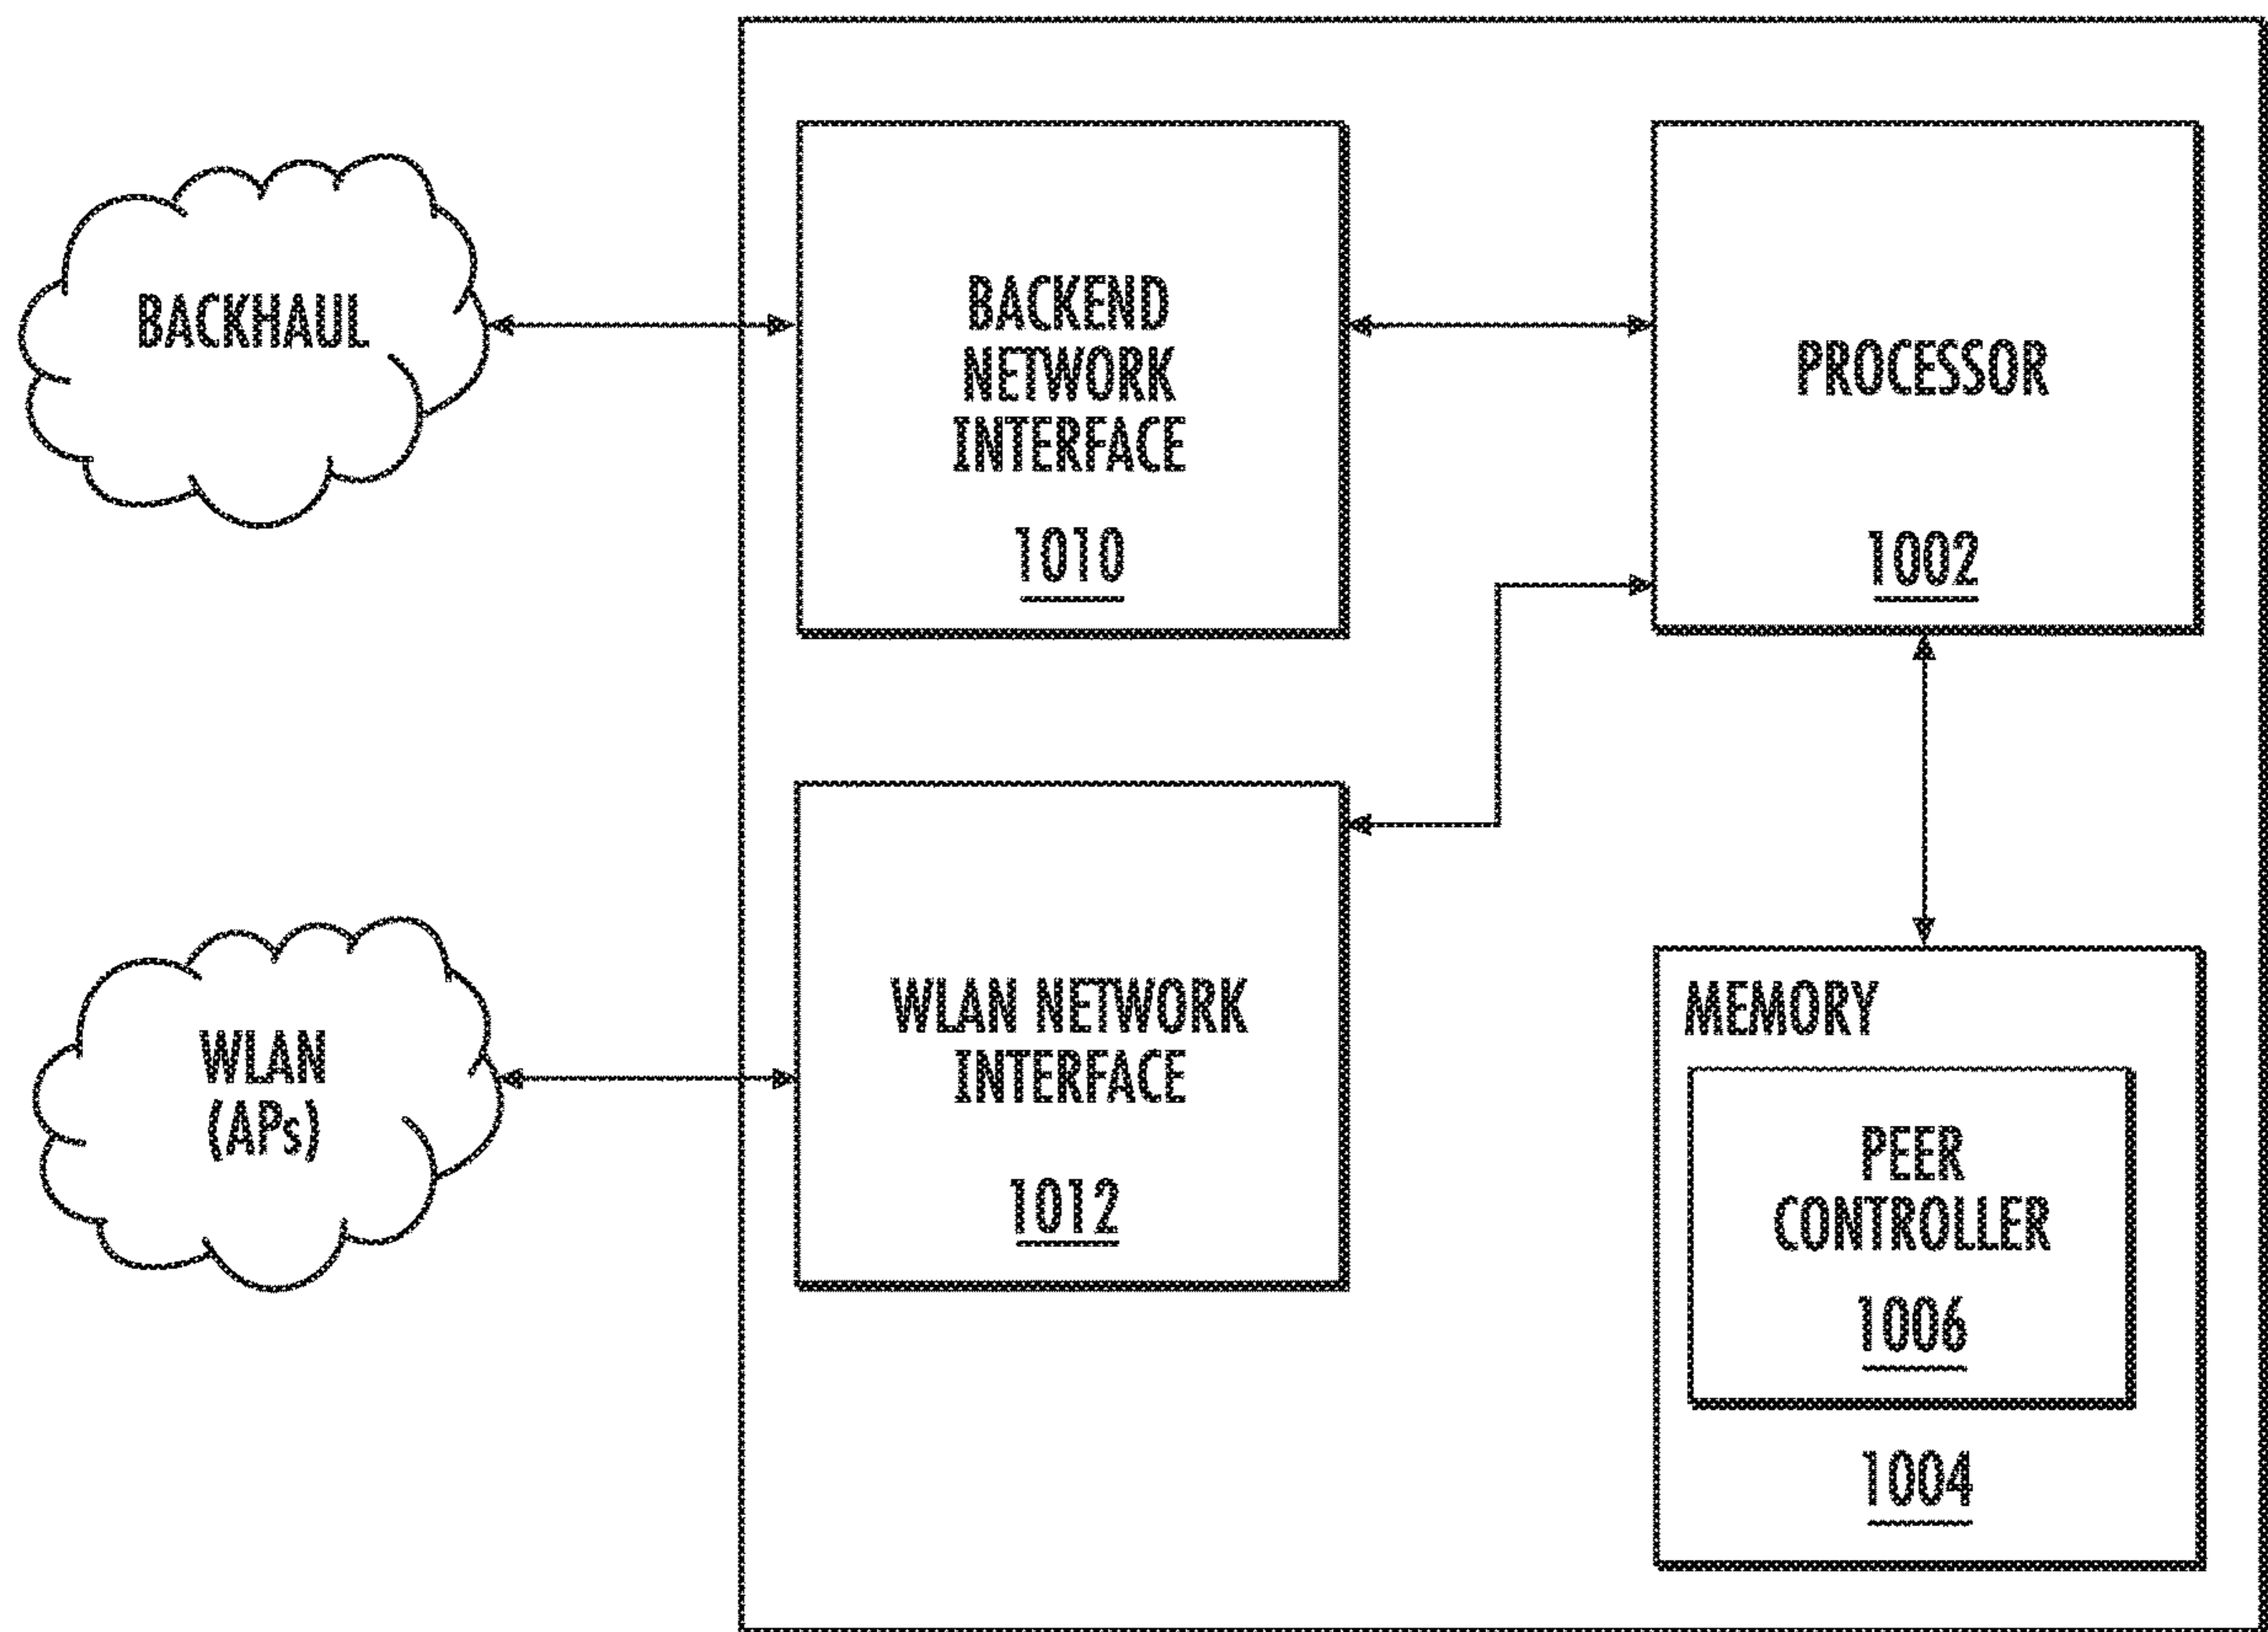 BACKHAUL
BACKEND
NETWORK
INTERFACE
1010
PROCESSOR
1002
WLAN
(APs)
WLAN NETWORK
INTERFACE
1012
MEMORY
PEER
CONTROLLER
1006
1004